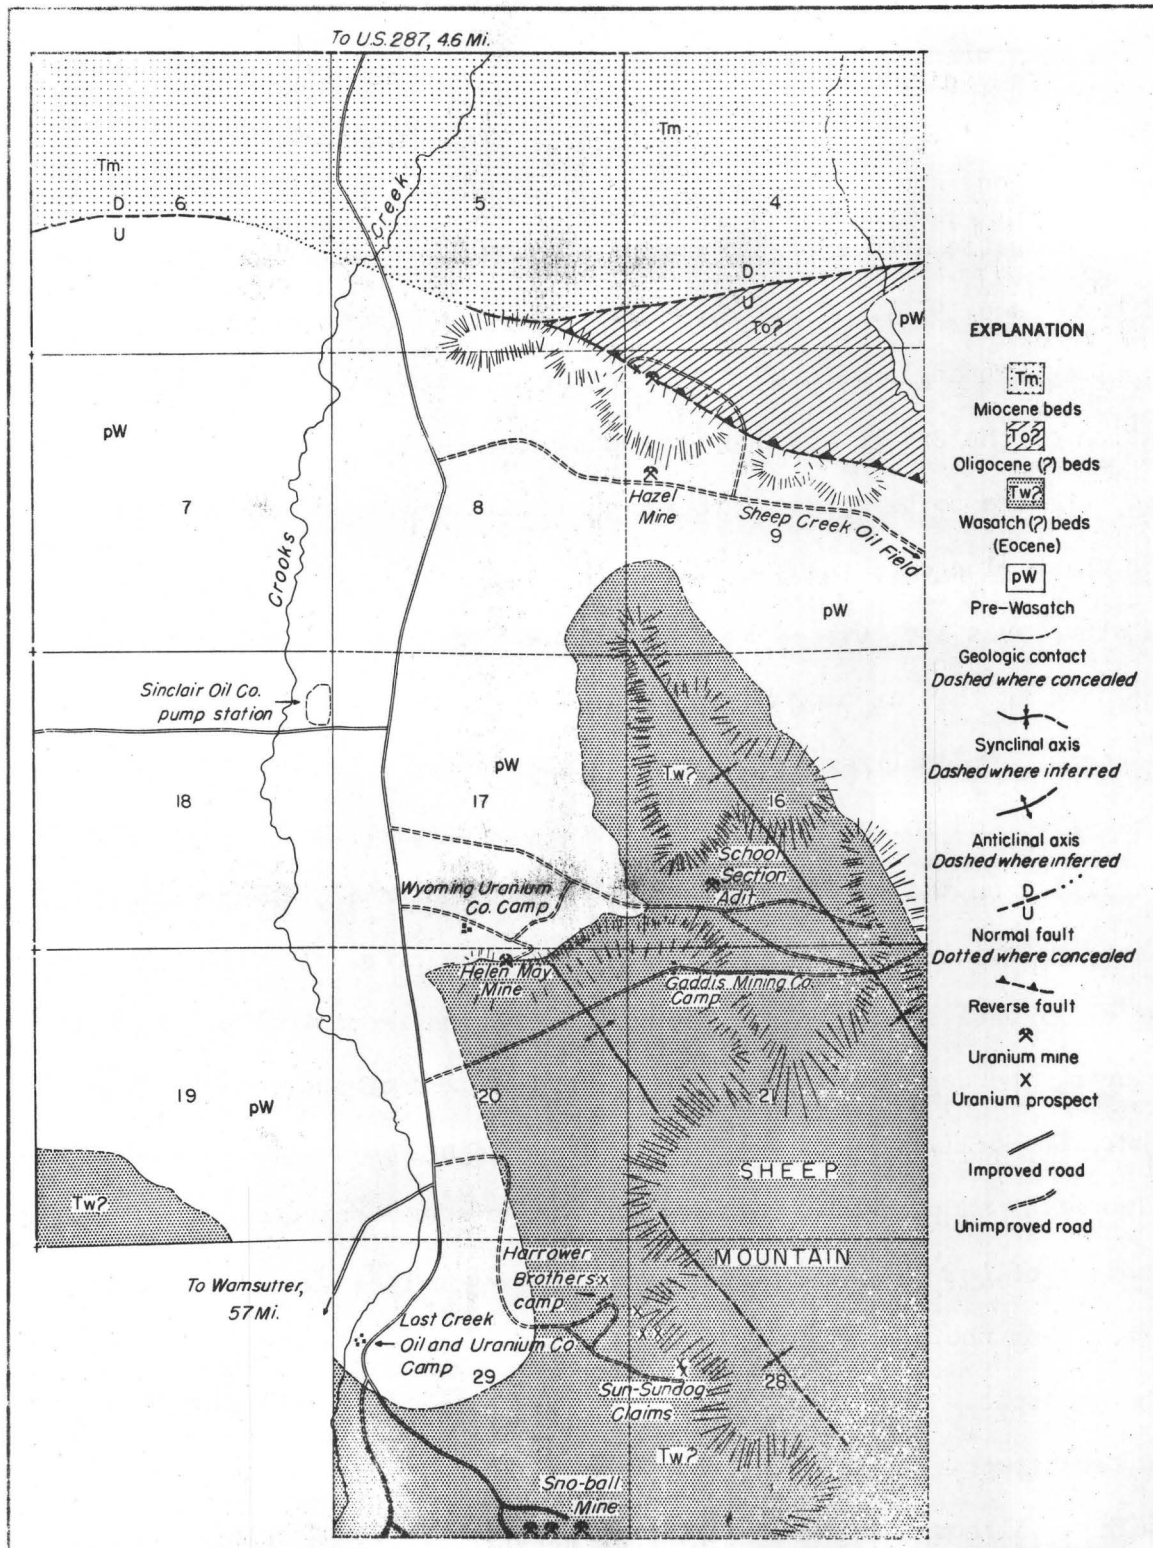 To U.S. 287, 4.6 Mi.
Tm
Tm
D
6
U
Creek
5
4
D
U
To?
pW
pW
7
8
Crooks
Hazel
Mine
Sheep Creek Oil Field
9
pW
Sinclair Oil Co.
pump station
pW
18
17
Tw?
16
School
Section
Adit
Wyoming Uranium
Co. Camp
Helen May
Mine
Gaddis Mining Co.
Camp
19
pW
20
21
SHEEP
MOUNTAIN
Tw?
To Wamsutter,
57 Mi.
Harrower
Brothers x
camp
x
x x
x
Lost Creek
Oil and Uranium Co
Camp
29
28
Sun-Sundog
Claims
Tw?
Sno-ball
Mine
EXPLANATION
Tm
Miocene beds
To?
Oligocene (?) beds
Tw?
Wasatch (?) beds
(Eocene)
pW
Pre-Wasatch
Geologic contact
Dashed where concealed
Synclinal axis
Dashed where inferred
Anticlinal axis
Dashed where inferred
D
U
Normal fault
Dotted where concealed
Reverse fault
Uranium mine
X
Uranium prospect
Improved road
Unimproved road